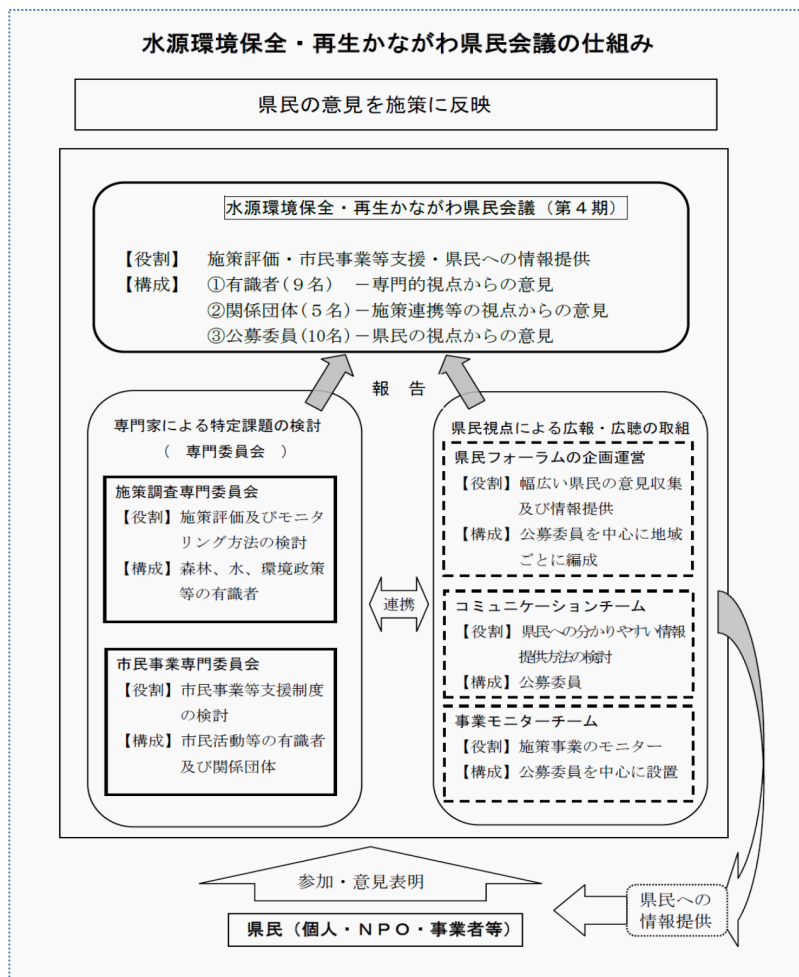 水源環境保全・再生かながわ県民会議の仕組み
県民の意見を施策に反映
水源環境保全・再生かながわ県民会議(第4期)
【役割】 施策評価・市民事業等支援・県民への情報提供
【構成】 ①有識者(9名) －専門的視点からの意見
②関係団体(5名)－施策連携等の視点からの意見
③公募委員(10名)－県民の視点からの意見
報 告
専門家による特定課題の検討
( 専門委員会 )
施策調査専門委員会
【役割】施策評価及びモニタ
リング方法の検討
【構成】森林、水、環境政策
等の有識者
市民事業専門委員会
【役割】市民事業等支援制度
の検討
【構成】市民活動等の有識者
及び関係団体
連携
県民視点による広報・広聴の取組
県民フォーラムの企画運営
【役割】幅広い県民の意見収集
及び情報提供
【構成】公募委員を中心に地域
ごとに編成
コミュニケーションチーム
【役割】県民への分かりやすい情報
提供方法の検討
【構成】公募委員
事業モニターチーム
【役割】施策事業のモニター
【構成】公募委員を中心に設置
参加・意見表明
県民(個人・NPO・事業者等)
県民への
情報提供